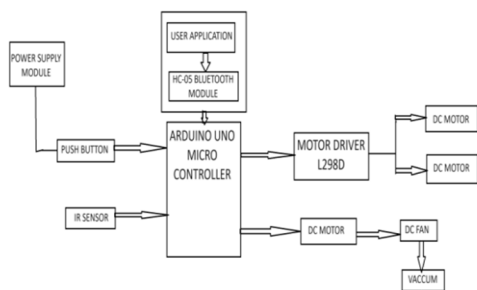 USER APPLICATION
POWER SUPPLY
MODULE
HC-05 BLUETOOTH
MODULE
ARDUINO UNO
MICRO
CONTROLLER
PUSH BUTTON
MOTOR DRIVER
L298D
DC MOTOR
DC MOTOR
IR SENSOR
DC MOTOR
DC FAN
VACCUM